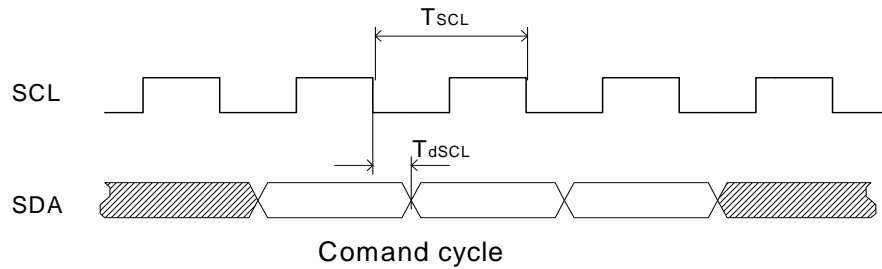 TSCL
SCL
TdSCL
SDA
Comand cycle